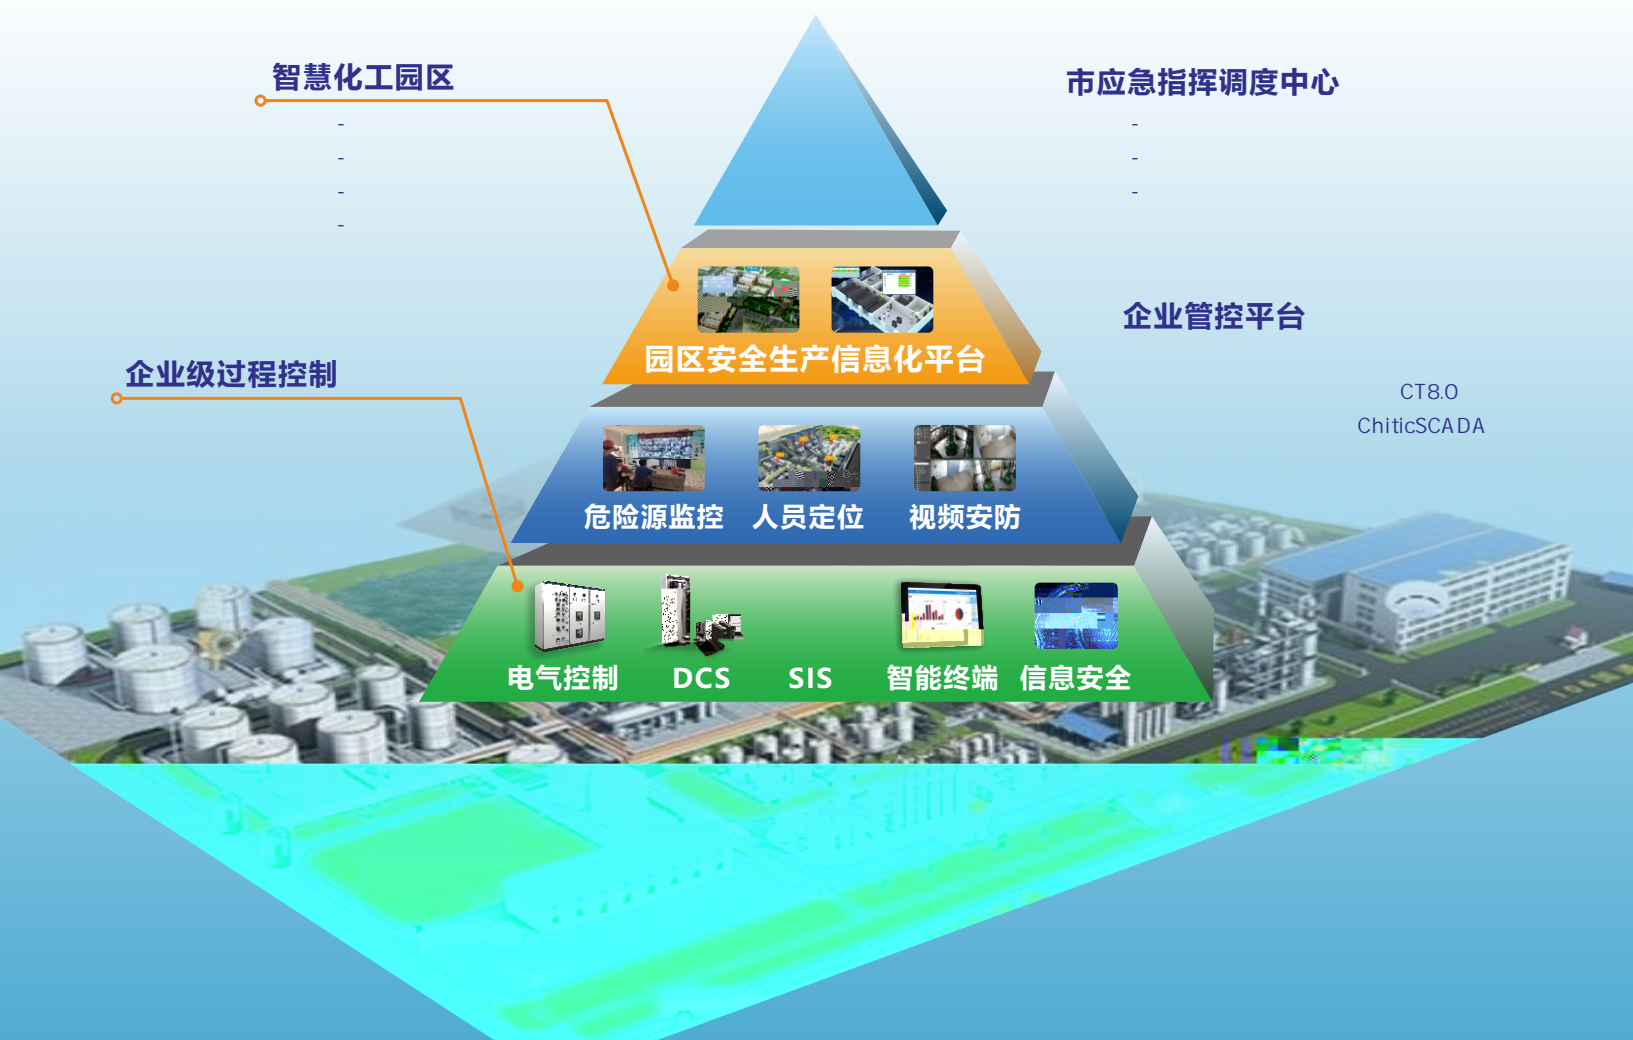 智慧化工园区
-
-
-
-
市应急指挥调度中心
-
-
-
企业管控平台
CT8.0
ChiticSCADA
企业级过程控制
园区安全生产信息化平台
危险源监控 人员定位 视频安防
电气控制 DCS SIS 智能终端 信息安全